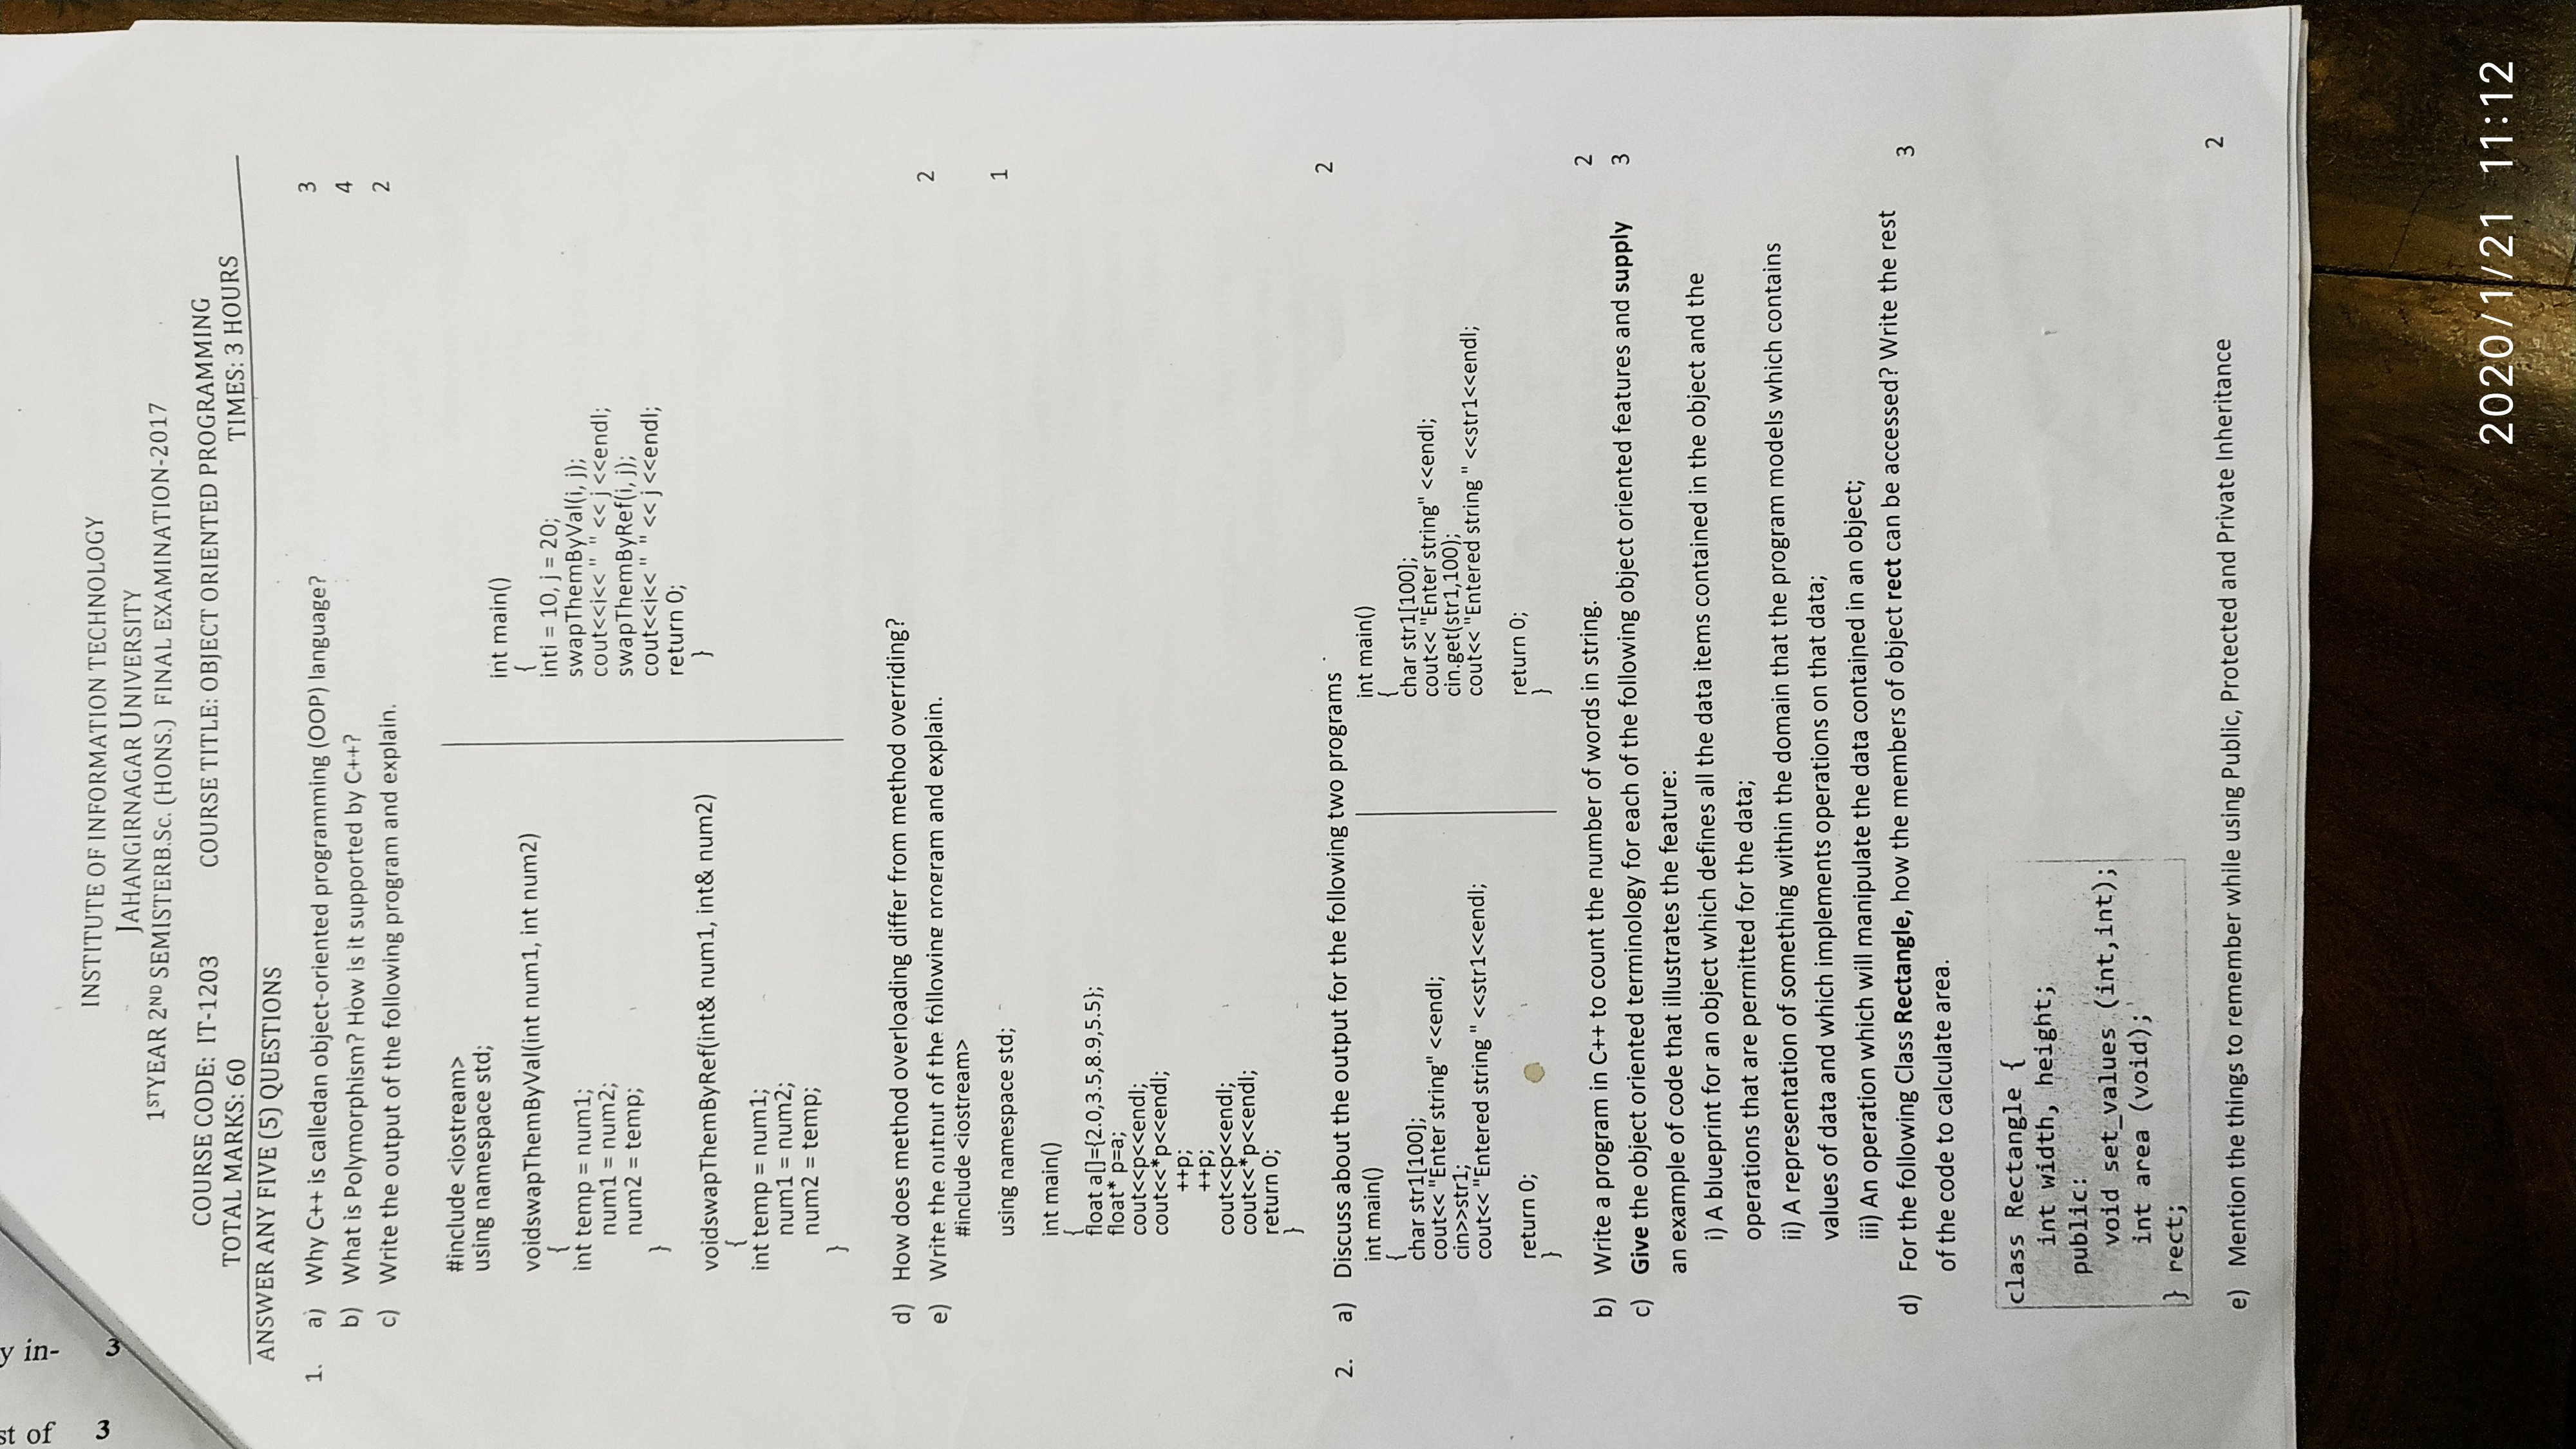 y in-
3
st of
3
INSTITUTE OF INFORMATION TECHNOLOGY
JAHANGIRNAGAR UNIVERSITY
1STYEAR 2ND SEMISTERB.Sc. (HONS.) FINAL EXAMINATION-2017
COURSE CODE: IT-1203 COURSE TITLE: OBJECT ORIENTED PROGRAMMING
TOTAL MARKS: 60 TIMES: 3 HOURS
ANSWER ANY FIVE (5) QUESTIONS
1. a) Why C++ is calledan object-oriented programming (OOP) language? 3
b) What is Polymorphism? How is it supported by C++? 4
c) Write the output of the following program and explain. 2
#include <iostream>
using namespace std;
voidswapThemByVal(int num1, int num2)
{
int temp = num1;
num1 = num2;
num2 = temp;
}
voidswapThemByRef(int& num1, int& num2)
{
int temp = num1;
num1 = num2;
num2 = temp;
}
int main()
{
inti = 10, j = 20;
swapThemByVal(i, j);
cout<<i<< " " << j <<endl;
swapThemByRef(i, j);
cout<<i<< " " << j <<endl;
return 0;
}
d) How does method overloading differ from method overriding? 2
e) Write the output of the following program and explain. 1
#include <iostream>
using namespace std;
int main()
{
float a[]={2.0,3.5,8.9,5.5};
float* p=a;
cout<<p<<endl;
cout<<*p<<endl;
++p;
++p;
cout<<p<<endl;
cout<<*p<<endl;
return 0;
}
2. a) Discuss about the output for the following two programs 2
int main()
{
char str1[100];
cout<< "Enter string" <<endl;
cin>>str1;
cout<< "Entered string " <<str1<<endl;
return 0;
}
int main()
{
char str1[100];
cout<< "Enter string" <<endl;
cin.get(str1,100);
cout<< "Entered string " <<str1<<endl;
return 0;
}
b) Write a program in C++ to count the number of words in string. 2
c) Give the object oriented terminology for each of the following object oriented features and supply 3
an example of code that illustrates the feature:
i) A blueprint for an object which defines all the data items contained in the object and the
operations that are permitted for the data;
ii) A representation of something within the domain that the program models which contains
values of data and which implements operations on that data;
iii) An operation which will manipulate the data contained in an object;
d) For the following Class Rectangle, how the members of object rect can be accessed? Write the rest 3
of the code to calculate area.
class Rectangle {
int width, height;
public:
void set_values (int,int);
int area (void);
} rect;
e) Mention the things to remember while using Public, Protected and Private Inheritance 2
2020/1/21 11:12